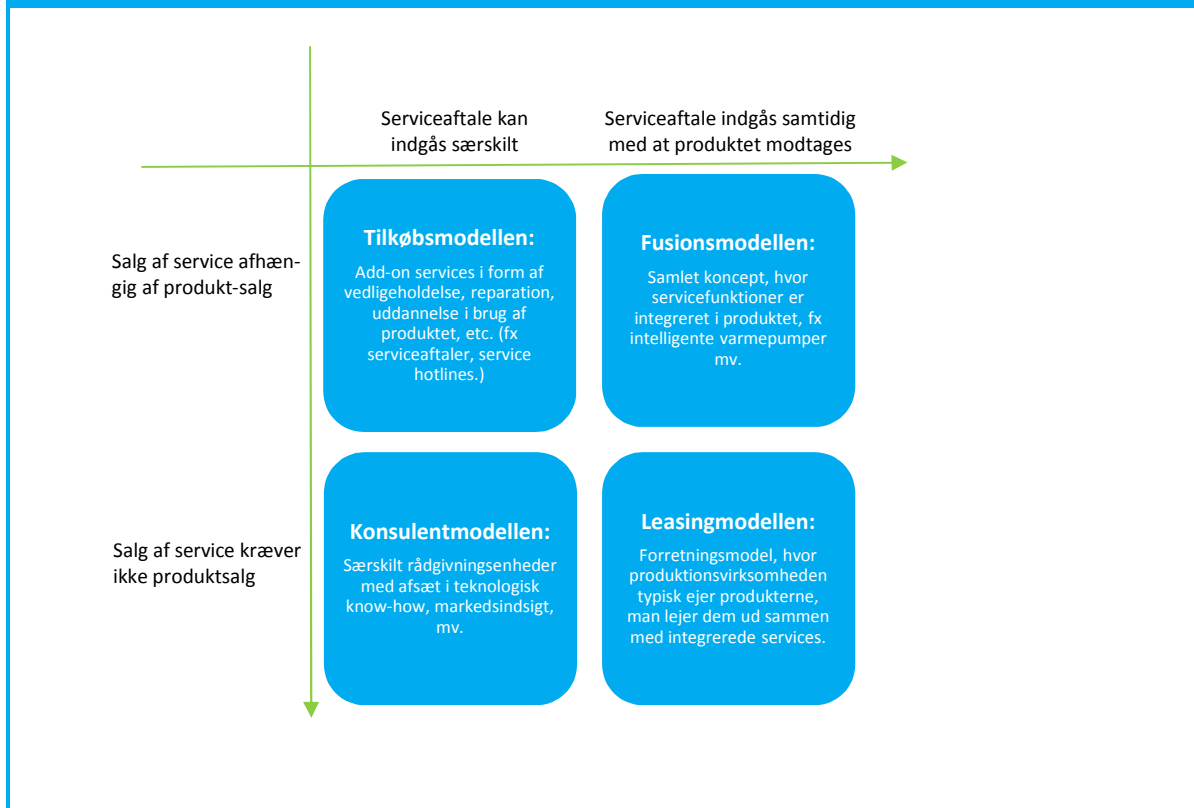 Serviceaftale kan
indgås særskilt
Serviceaftale indgås samtidig
med at produktet modtages
Salg af service afhæn-
gig af produkt-salg
Tilkøbsmodellen:
Add-on services i form af
vedligeholdelse, reparation,
uddannelse i brug af
produktet, etc. (fx
serviceaftaler, service
hotlines.)
Fusionsmodellen:
Samlet koncept, hvor
servicefunktioner er
integreret i produktet, fx
intelligente varmepumper
mv.
Salg af service kræver
ikke produktsalg
Konsulentmodellen:
Særskilt rådgivningsenheder
med afsæt i teknologisk
know-how, markedsindsigt,
mv.
Leasingmodellen:
Forretningsmodel, hvor
produktionsvirksomheden
typisk ejer produkterne,
man lejer dem ud sammen
med integrerede services.